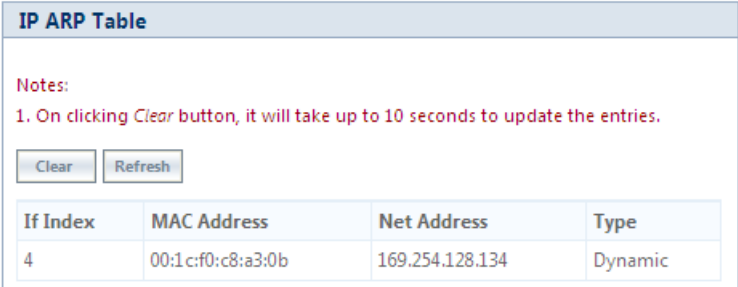 IP ARP Table
Notes:
1. On clicking Clear button, it will take up to 10 seconds to update the entries.
Clear Refresh
If Index MAC Address Net Address Type
4 00:1c:f0:c8:a3:0b 169.254.128.134 Dynamic